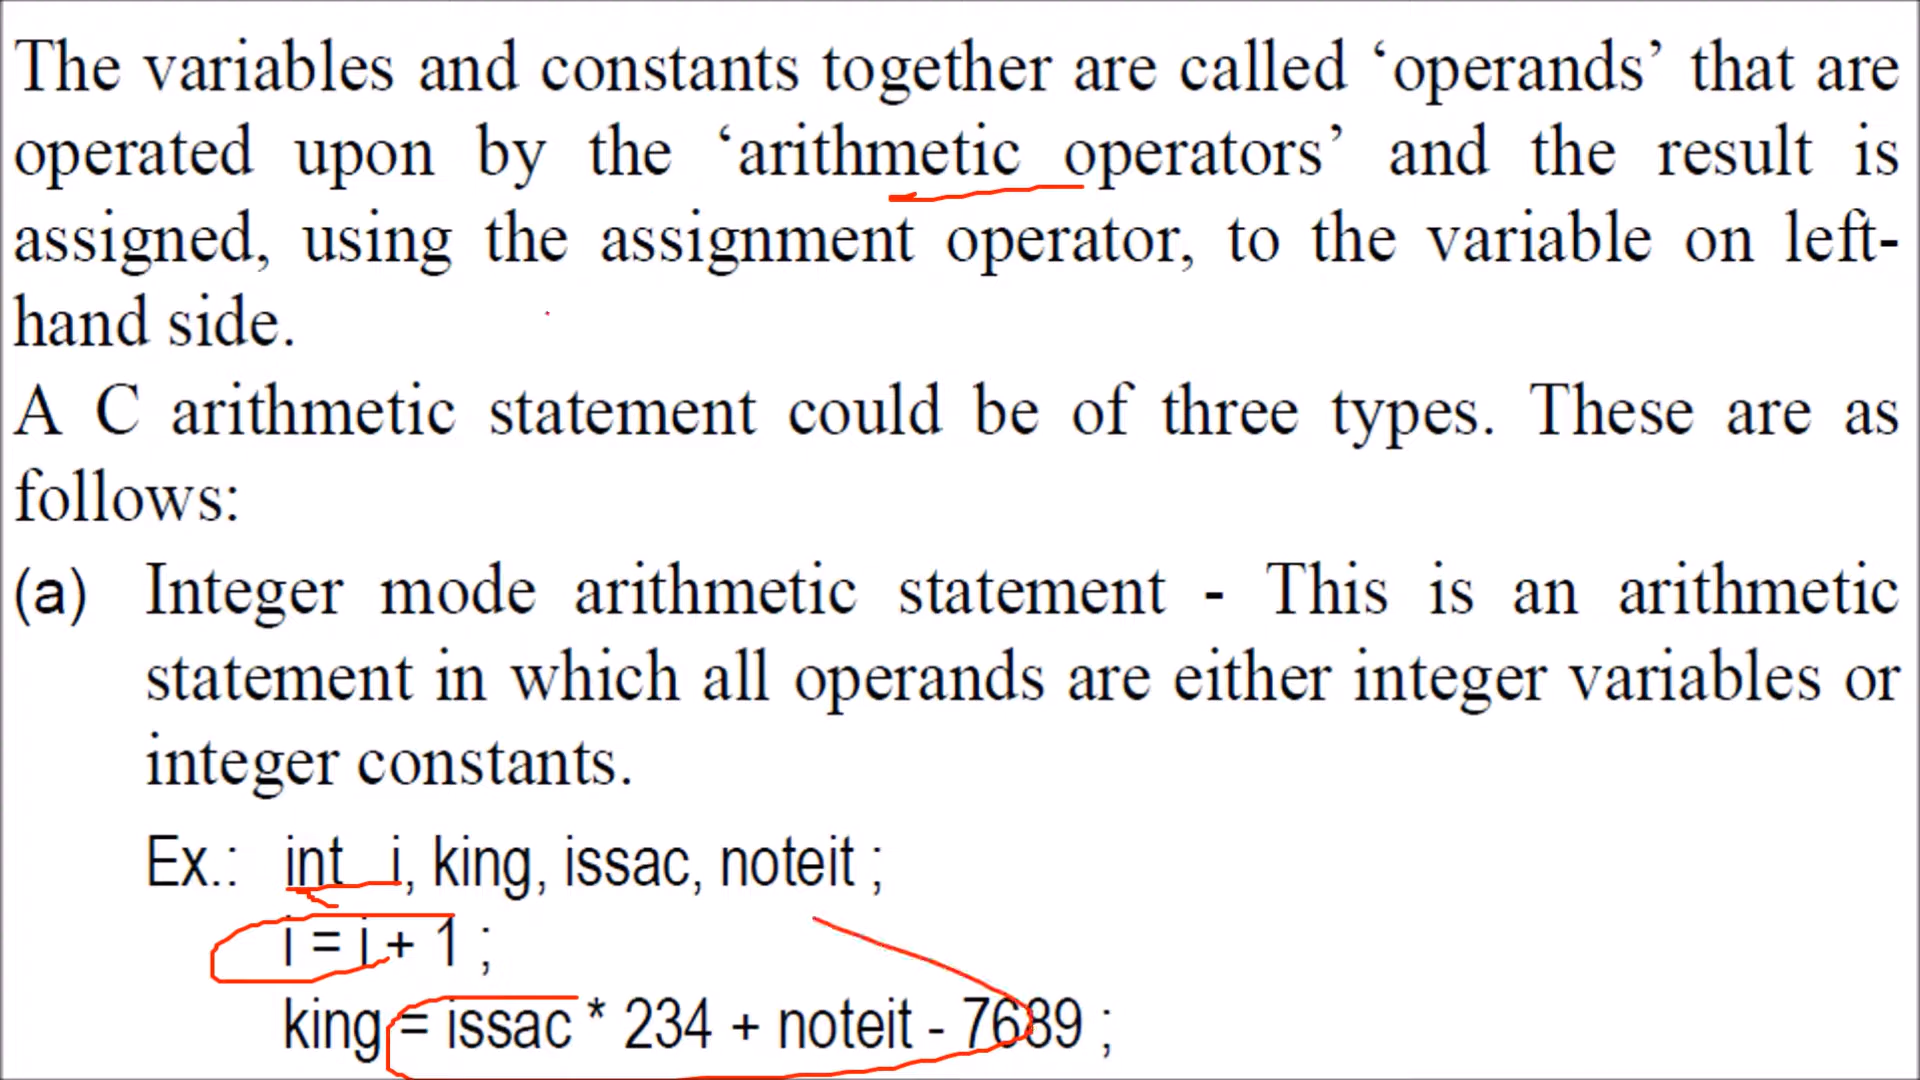 The variables and constants together are called ‘operands’ that are
operated upon by the ‘arithmetic operators’ and the result is
assigned, using the assignment operator, to the variable on left-
hand side.
A C arithmetic statement could be of three types. These are as
follows:
(a) Integer mode arithmetic statement - This is an arithmetic
statement in which all operands are either integer variables or
integer constants.
Ex.: int i, king, issac, noteit ;
i = i + 1 ;
king = issac * 234 + noteit - 7689 ;